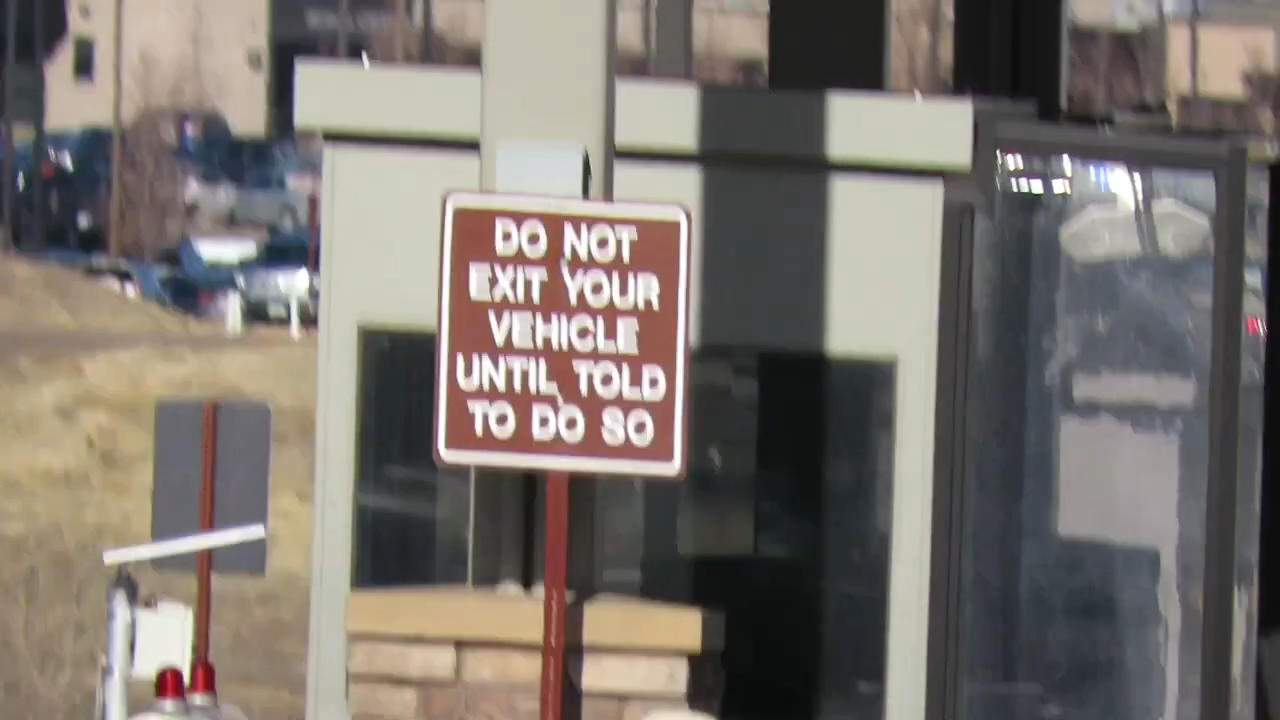 DO NOT
EXIT YOUR
VEHICLE
UNTIL TOLD
TO DO SO